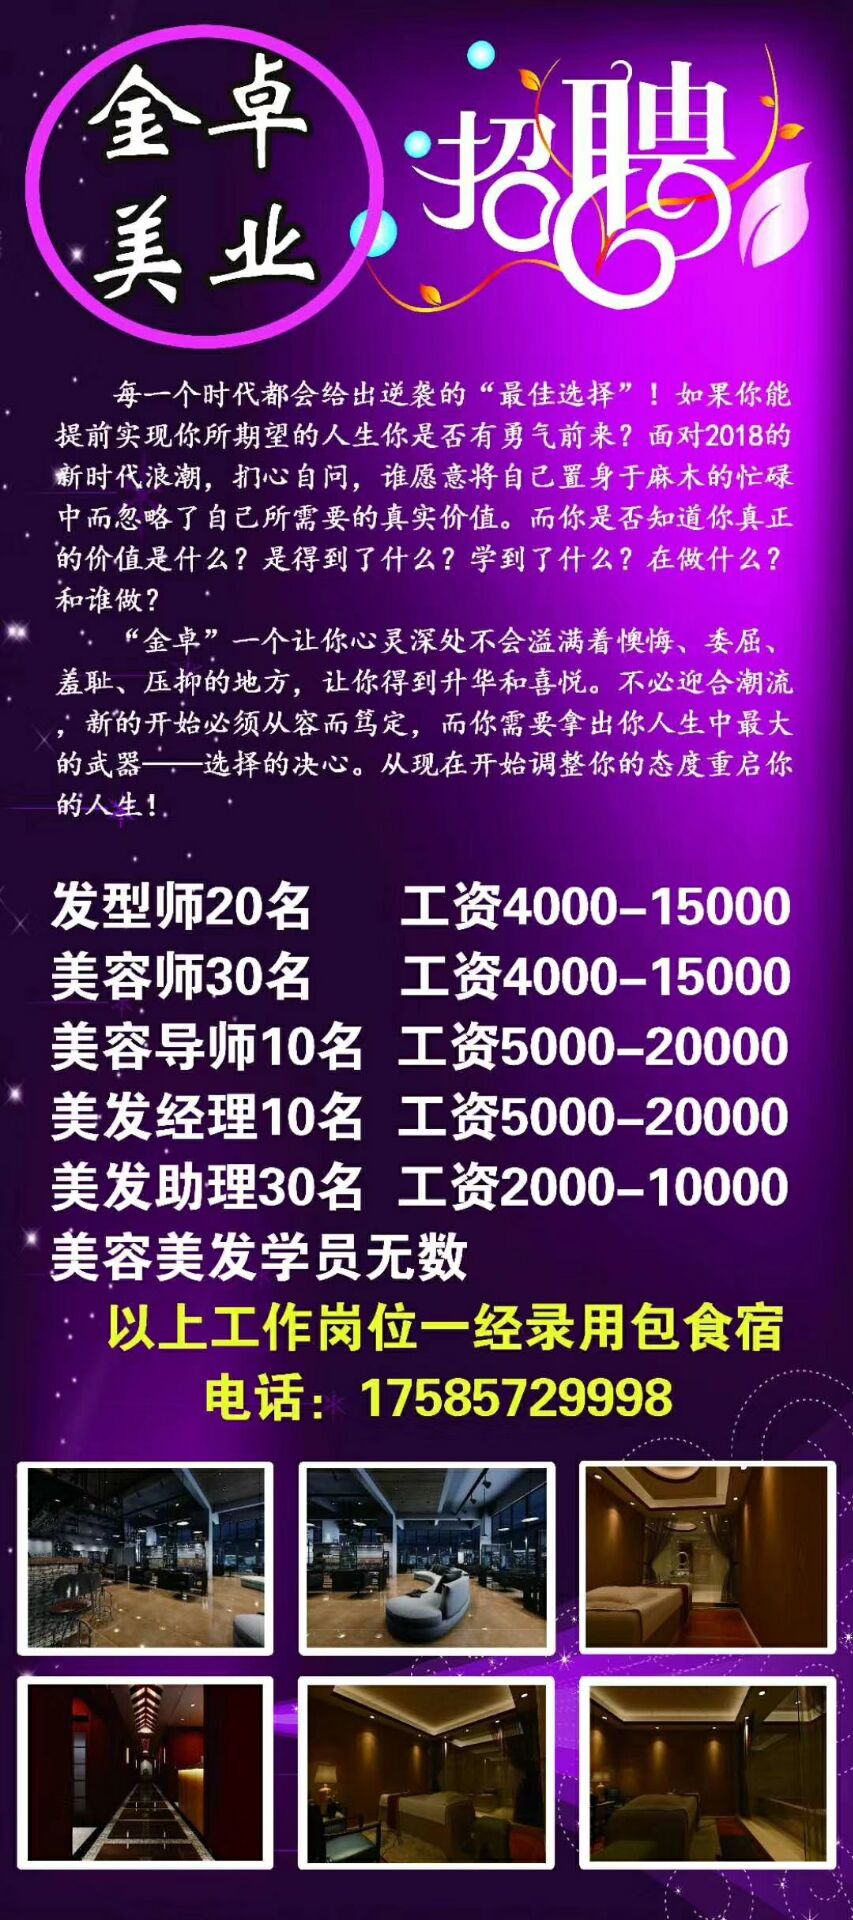 金卓
美业
招聘
每一个时代都会给出逆袭的“最佳选择”！如果你能
提前实现你所期望的人生你是否有勇气前来？面对2018的
新时代浪潮，扪心自问，谁愿意将自己置身于麻木的忙碌
中而忽略了自己所需要的真实价值。而你是否知道你真正
的价值是什么？是得到了什么？学到了什么？在做什么？
和谁做？
“金卓”一个让你心灵深处不会溢满着懊悔、委屈、
羞耻、压抑的地方，让你得到升华和喜悦。不必迎合潮流
，新的开始必须从容而笃定，而你需要拿出你人生中最大
的武器——选择的决心。从现在开始调整你的态度重启你
的人生！
发型师20名 工资4000-15000
美容师30名 工资4000-15000
美容导师10名 工资5000-20000
美发经理10名 工资5000-20000
美发助理30名 工资2000-10000
美容美发学员无数
以上工作岗位一经录用包食宿
电话：17585729998